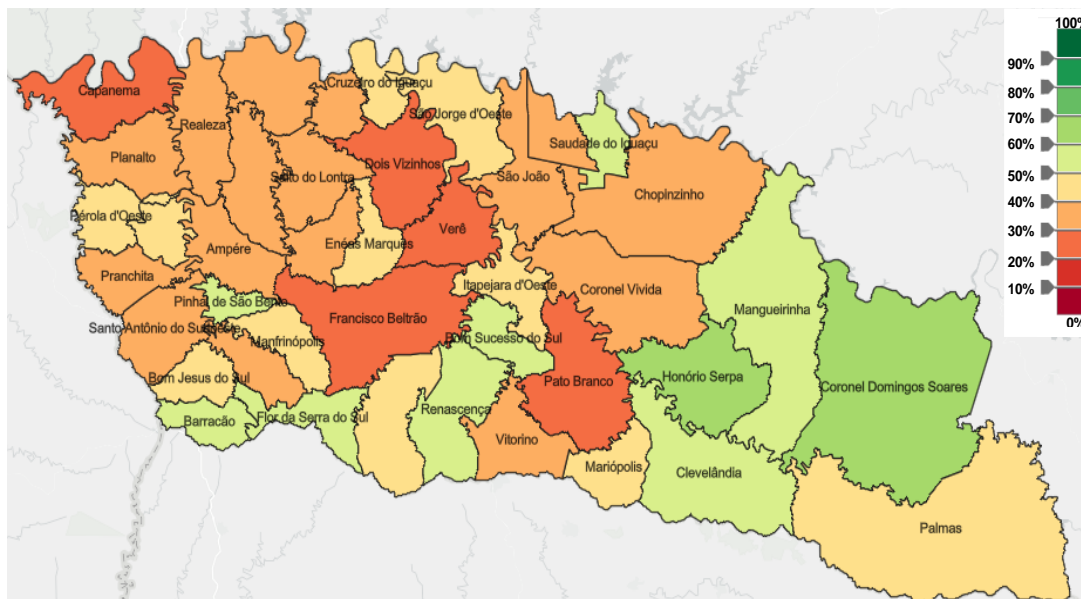 100%
90%
80%
70%
60%
50%
40%
30%
20%
10%
0%
Capanema
Cruzeiro do Iguaçu
São Jorge d'Oeste
Realeza
Saudade do Iguaçu
Planalto
Dois Vizinhos
Salto do Lontra
São João
Chopinzinho
Pérola d'Oeste
Verê
Enéas Marques
Ampére
Pranchita
Itapejara d'Oeste
Coronel Vivida
Pinhal de São Bento
Mangueirinha
Francisco Beltrão
Santo Antônio do Sudoeste
Manfrinópolis
Bom Sucesso do Sul
Bom Jesus do Sul
Pato Branco
Honório Serpa
Coronel Domingos Soares
Renascença
Flor da Serra do Sul
Barracão
Vitorino
Mariópolis
Clevelândia
Palmas